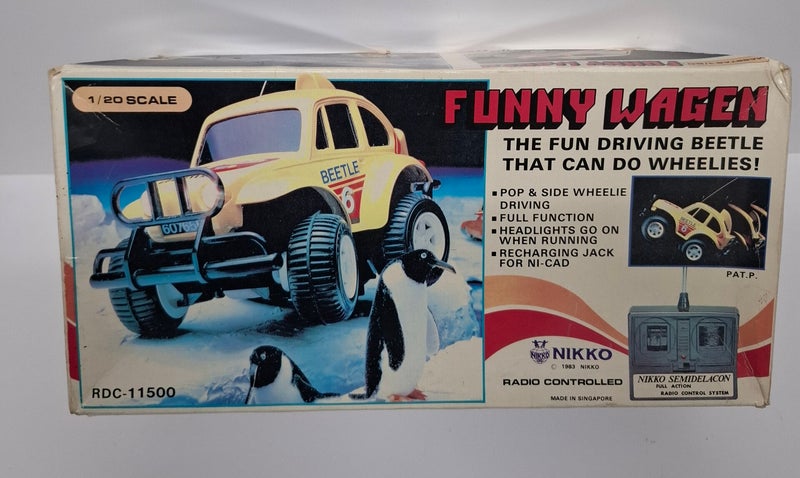 1/20 SCALE
FUNNY WAGEN
THE FUN DRIVING BEETLE
THAT CAN DO WHEELIES!
▪ POP & SIDE WHEELIE
DRIVING
▪ FULL FUNCTION
▪ HEADLIGHTS GO ON
WHEN RUNNING
▪ RECHARGING JACK
FOR NI-CAD
PAT.P.
BEETLE
6
NIKKO
NIKKO
© 1983 NIKKO
RADIO CONTROLLED
MADE IN SINGAPORE
NIKKO SEMIDELACON
FULL ACTION
RADIO CONTROL SYSTEM
RDC-11500